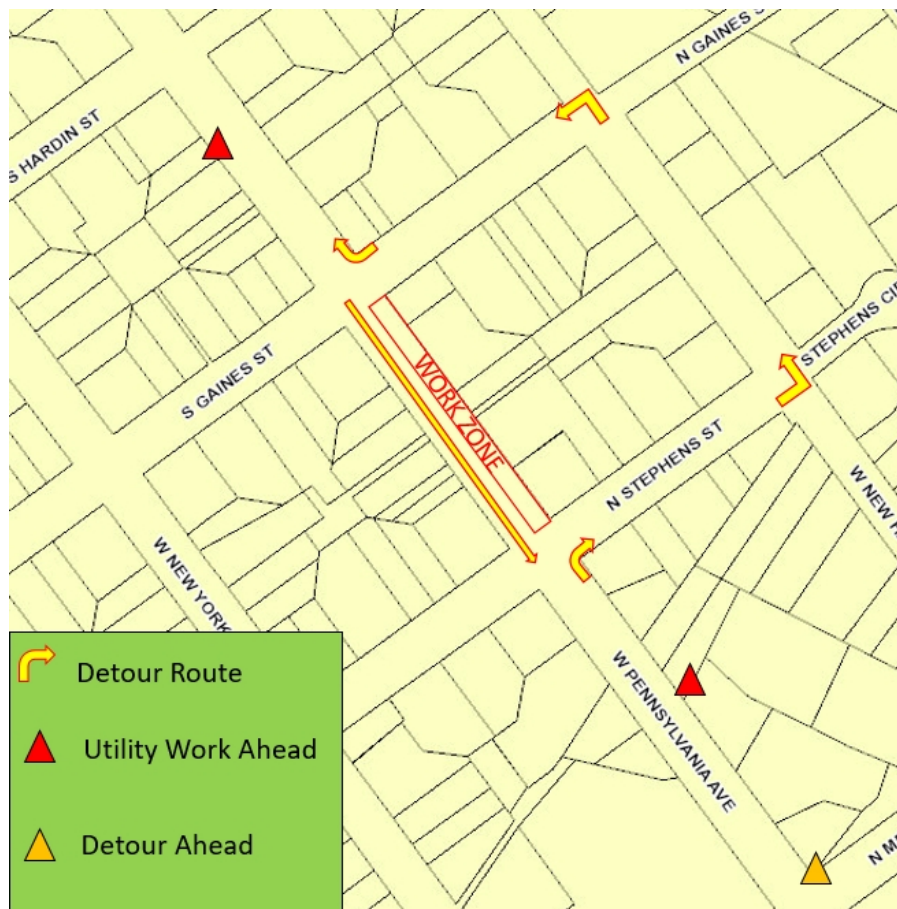 N GAINES S
S HARDIN ST
STEPHENS CIR
S GAINES ST
WORK ZONE
N STEPHENS ST
W NEW
W NEW YORK
W PENNSYLVANIA AVE
Detour Route
Utility Work Ahead
Detour Ahead